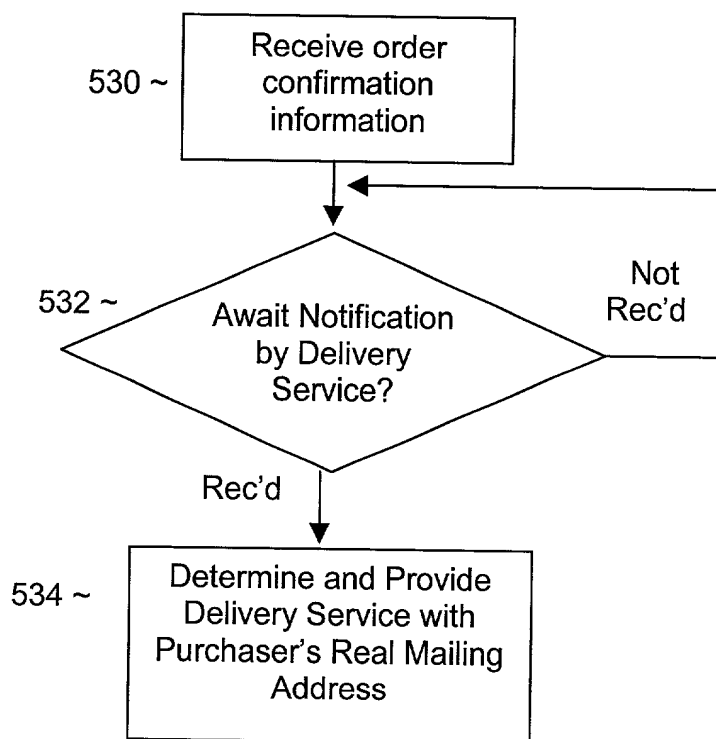 530 ~
Receive order
confirmation
information
532 ~
Await Notification
by Delivery
Service?
Not
Rec'd
Rec'd
534 ~
Determine and Provide
Delivery Service with
Purchaser's Real Mailing
Address